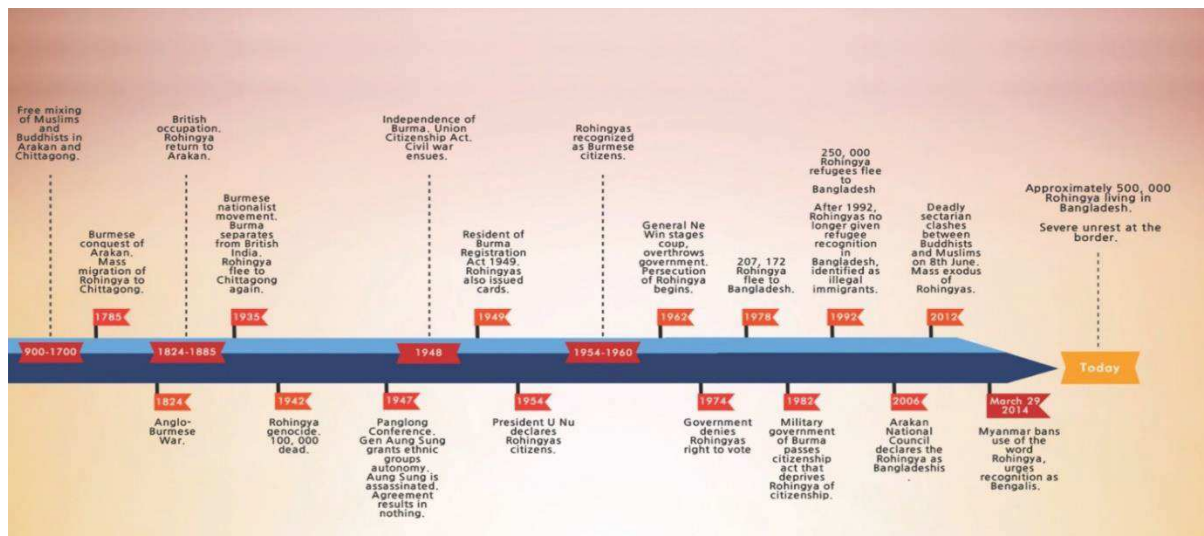 Free mixing
of Muslims
and
Buddhists in
Arakan and
Chittagong.
900-1700
Burmese
conquest of
Arakan.
Mass
migration of
Rohingya to
Chittagong.
1785
British
occupation.
Rohingya
return to
Arakan.
1824-1885
1824
Anglo-
Burmese
War.
Burmese
nationalist
movement.
Burma
separates
from British
India.
Rohingya
flee to
Chittagong
again.
1935
1942
Rohingya
genocide.
100, 000
dead.
1947
Panglong
Conference.
Gen Aung Sung
grants ethnic
groups
autonomy.
Aung Sung is
assassinated.
Agreement
results in
nothing.
Independence of
Burma. Union
Citizenship Act.
Civil war
ensues.
1948
Resident of
Burma
Registration
Act 1949.
Rohingyas
also issued
cards.
1949
1954
President U Nu
declares
Rohingyas
citizens.
Rohingyas
recognized
as Burmese
citizens.
1954-1960
General Ne
Win stages
coup,
overthrows
government.
Persecution
of Rohingya
begins.
1962
1974
Government
denies
Rohingyas
right to vote
207, 172
Rohingya
flee to
Bangladesh.
1978
1982
Military
government
of Burma
passes
citizenship
act that
deprives
Rohingya of
citizenship.
250, 000
Rohingya
refugees flee
to
Bangladesh
After 1992,
Rohingyas no
longer given
refugee
recognition
in
Bangladesh,
identified as
illegal
immigrants.
1992
2006
Arakan
National
Council
declares the
Rohingya as
Bangladeshis
.
Deadly
sectarian
clashes
between
Buddhists
and Muslims
on 8th June.
Mass exodus
of
Rohingyas.
2012
March 29,
2014
Myanmar bans
use of the
word
Rohingya,
urges
recognition as
Bengalis.
Approximately 500, 000
Rohingya living in
Bangladesh.
Severe unrest at the
border.
Today